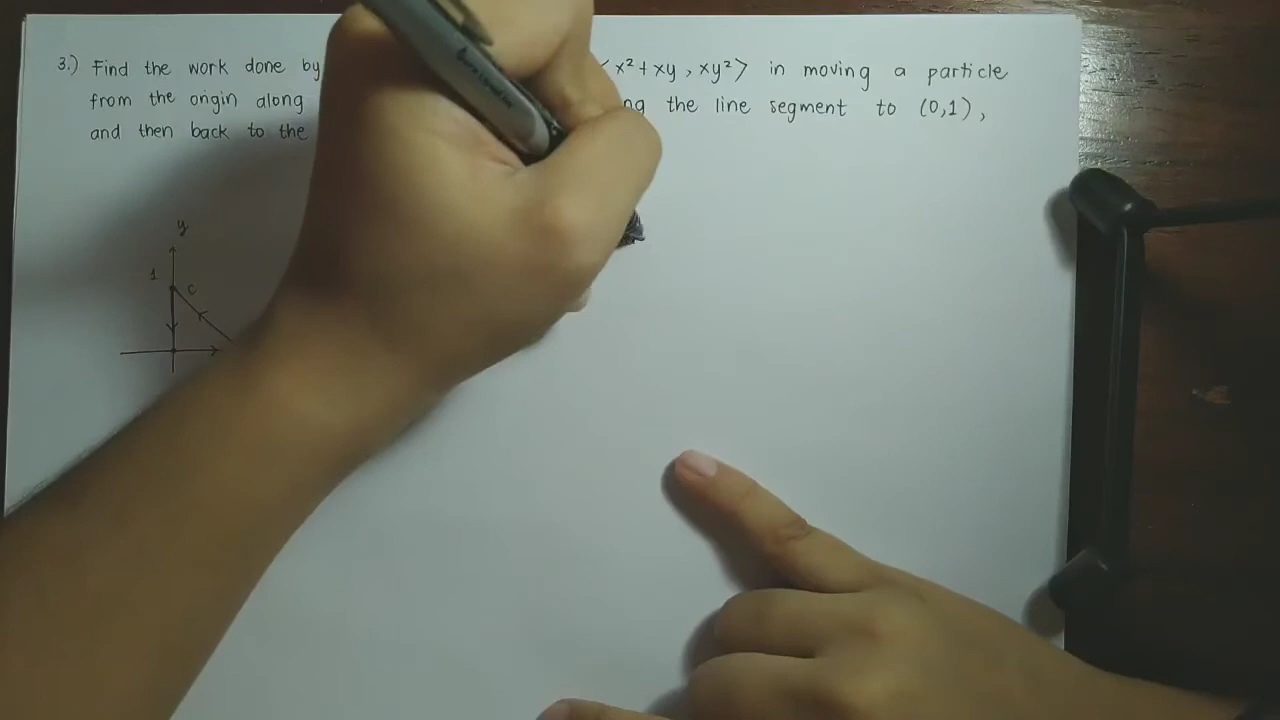 3.) Find the work done by < x² + xy , xy² > in moving a particle
from the origin along the line segment to (0,1),
and then back to the
y
1
C